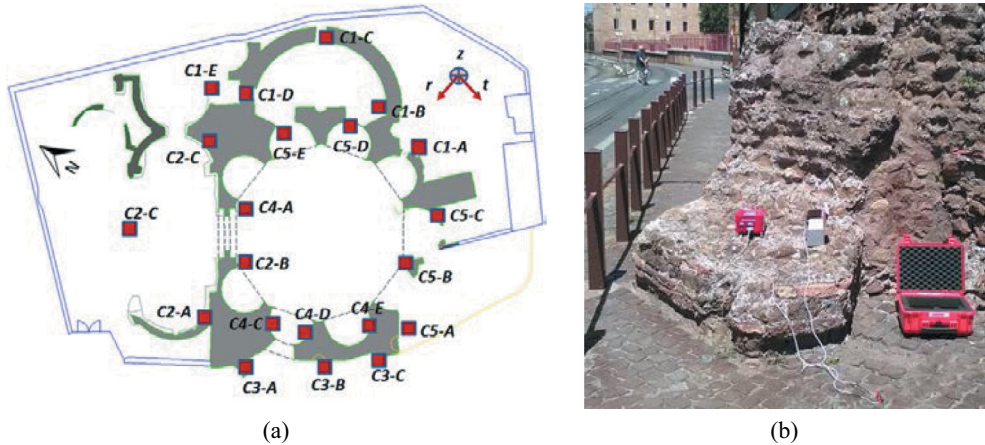 C1-C
z
r
t
C1-E
C1-D
C1-B
N
C2-C
C5-E
C5-D
C1-A
C4-A
C5-C
C2-C
C2-B
C5-B
C2-A
C4-C
C4-D
C4-E
C5-A
C3-A
C3-B
C3-C
(a)
(b)